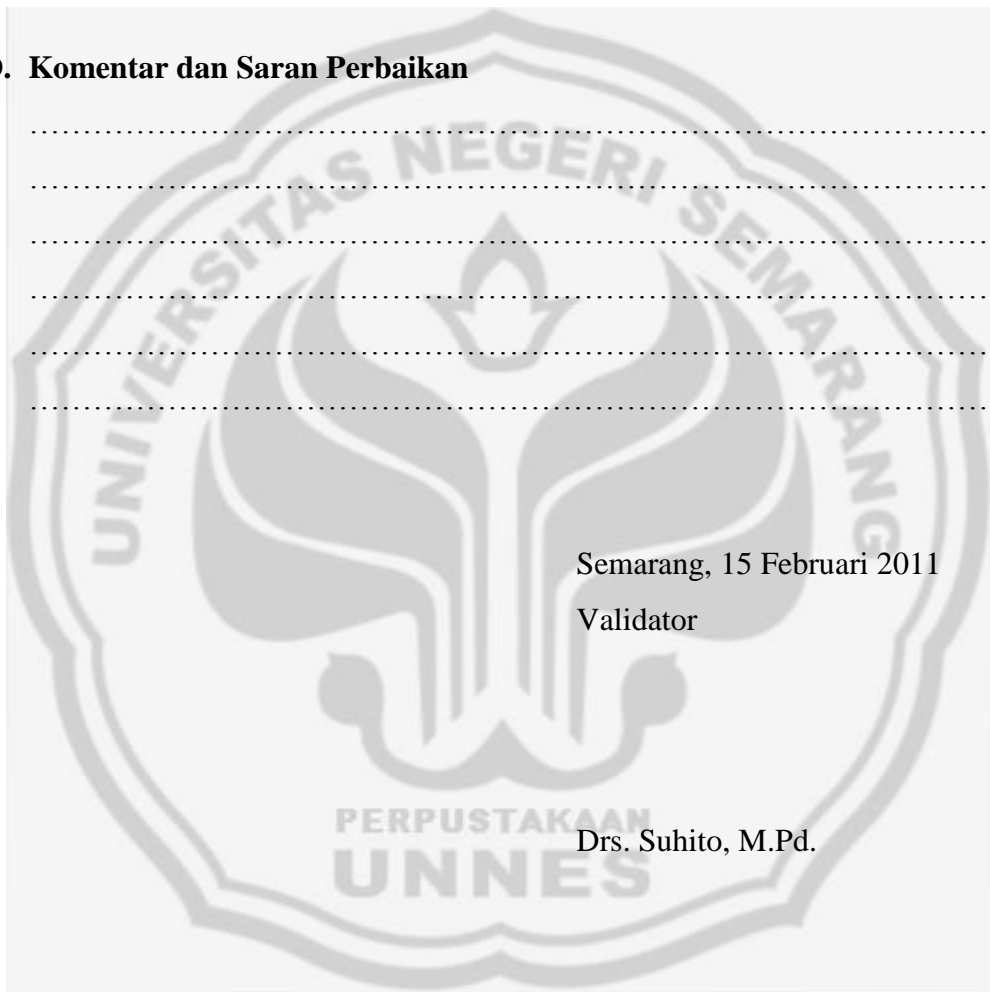 . Komentar dan Saran Perbaikan
……………………………………………………………………………
……………………………………………………………………………
……………………………………………………………………………
……………………………………………………………………………
……………………………………………………………………………
……………………………………………………………………………
UNIVERSITAS NEGERI SEMARANG
Semarang, 15 Februari 2011
Validator
PERPUSTAKAAN
Drs. Suhito, M.Pd.
UNNES